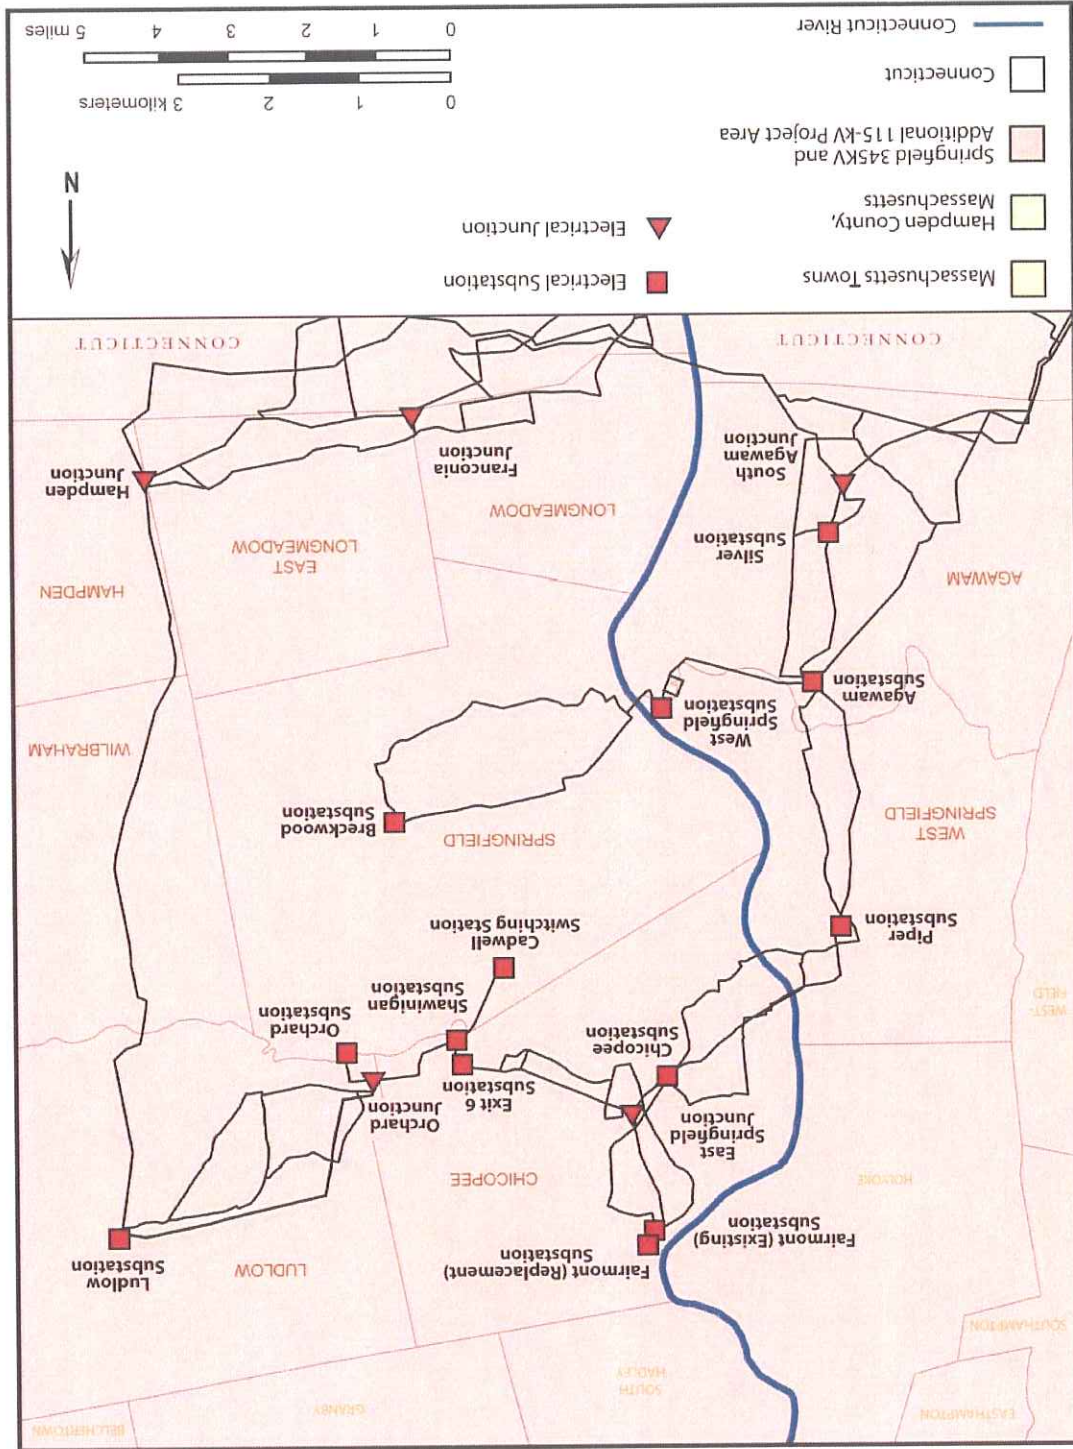 EASTHAMPTON
SOUTH
HADLEY
GRANBY
BELCHERTOWN
SOUTHAMPTON
LUDLOW
Ludlow
Substation
Fairmont (Replacement)
Substation
Fairmont (Existing)
Substation
HOLYOKE
CHICOPEE
East
Springfield
Junction
Orchard
Junction
Exit 6
Substation
Chicopee
Substation
Orchard
Substation
Shawinigan
Substation
WEST-
FIELD
Cadwell
Switching Station
Piper
Substation
WEST
SPRINGFIELD
SPRINGFIELD
Breckwood
Substation
WILBRAHAM
West
Springfield
Substation
Agawam
Substation
AGAWAM
HAMPDEN
Silver
Substation
EAST
LONGMEADOW
LONGMEADOW
South
Agawam
Junction
Franconia
Junction
Hampden
Junction
CONNECTICUT
CONNECTICUT
Massachusetts Towns
Hampden County,
Massachusetts
Springfield 345KV and
Additional 115-kV Project Area
Connecticut
Connecticut River
Electrical Substation
Electrical Junction
N
0 1 2 3 kilometers
0 1 2 3 4 5 miles